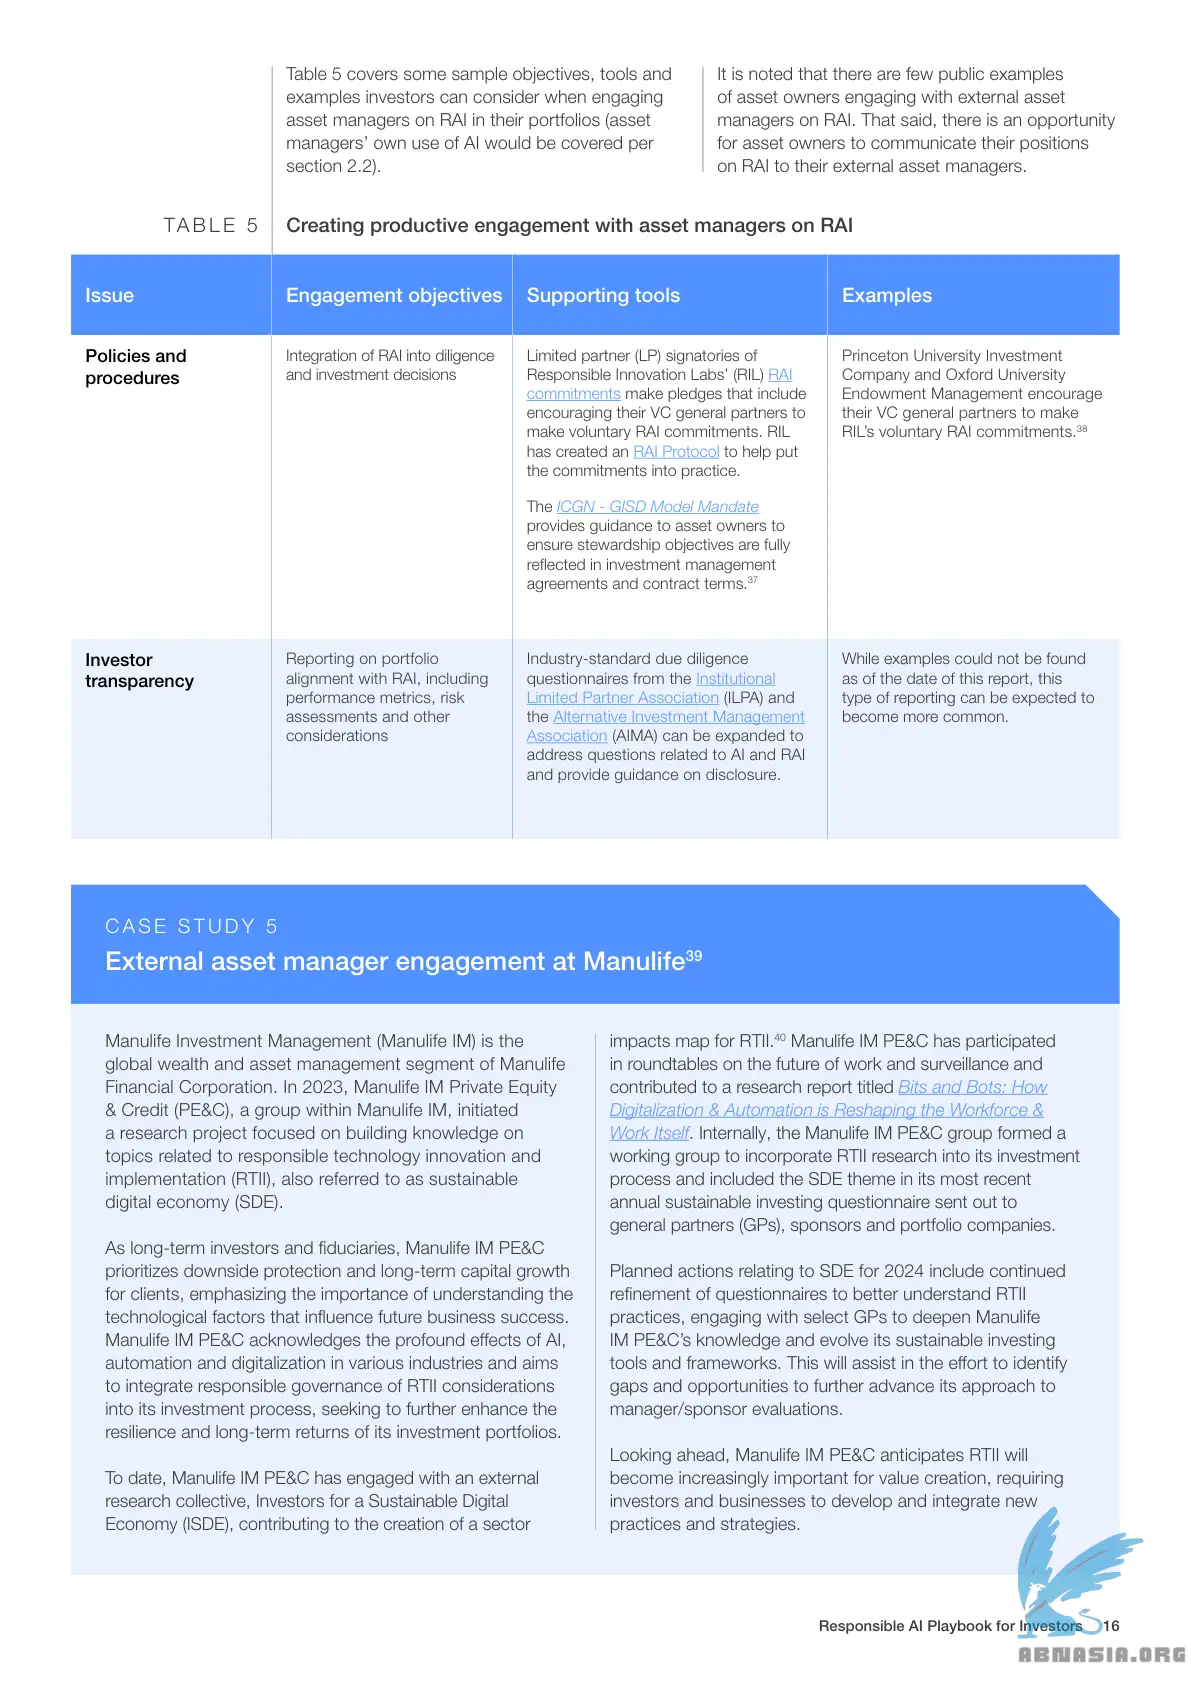 Table 5 covers some sample objectives, tools and
examples investors can consider when engaging
asset managers on RAI in their portfolios (asset
managers' own use of AI would be covered per
section 2.2).
It is noted that there are few public examples
of asset owners engaging with external asset
managers on RAI. That said, there is an opportunity
for asset owners to communicate their positions
on RAI to their external asset managers.
TABLE 5
Creating productive engagement with asset managers on RAI
Issue
Engagement objectives
Supporting tools
Examples
Policies and
procedures
Integration of RAI into diligence
and investment decisions
Limited partner (LP) signatories of
Responsible Innovation Labs' (RIL) RAI
commitments make pledges that include
encouraging their VC general partners to
make voluntary RAI commitments. RIL
has created an RAI Protocol to help put
the commitments into practice.
The ICGN - GISD Model Mandate
provides guidance to asset owners to
ensure stewardship objectives are fully
reflected in investment management
agreements and contract terms.37
Princeton University Investment
Company and Oxford University
Endowment Management encourage
their VC general partners to make
RIL's voluntary RAI commitments.38
Investor
transparency
Reporting on portfolio
alignment with RAI, including
performance metrics, risk
assessments and other
considerations
Industry-standard due diligence
questionnaires from the Institutional
Limited Partner Association (ILPA) and
the Alternative Investment Management
Association (AIMA) can be expanded to
address questions related to AI and RAI
and provide guidance on disclosure.
While examples could not be found
as of the date of this report, this
type of reporting can be expected to
become more common.
CASE STUDY 5
External asset manager engagement at Manulife39
Manulife Investment Management (Manulife IM) is the
global wealth and asset management segment of Manulife
Financial Corporation. In 2023, Manulife IM Private Equity
& Credit (PE&C), a group within Manulife IM, initiated
a research project focused on building knowledge on
topics related to responsible technology innovation and
implementation (RTII), also referred to as sustainable
digital economy (SDE).
As long-term investors and fiduciaries, Manulife IM PE&C
prioritizes downside protection and long-term capital growth
for clients, emphasizing the importance of understanding the
technological factors that influence future business success.
Manulife IM PE&C acknowledges the profound effects of AI,
automation and digitalization in various industries and aims
to integrate responsible governance of RTII considerations
into its investment process, seeking to further enhance the
resilience and long-term returns of its investment portfolios.
To date, Manulife IM PE&C has engaged with an external
research collective, Investors for a Sustainable Digital
Economy (ISDE), contributing to the creation of a sector
impacts map for RTII.40 Manulife IM PE&C has participated
in roundtables on the future of work and surveillance and
contributed to a research report titled Bits and Bots: How
Digitalization & Automation is Reshaping the Workforce &
Work Itself. Internally, the Manulife IM PE&C group formed a
working group to incorporate RTII research into its investment
process and included the SDE theme in its most recent
annual sustainable investing questionnaire sent out to
general partners (GPs), sponsors and portfolio companies.
Planned actions relating to SDE for 2024 include continued
refinement of questionnaires to better understand RTII
practices, engaging with select GPs to deepen Manulife
IM PE&C's knowledge and evolve its sustainable investing
tools and frameworks. This will assist in the effort to identify
gaps and opportunities to further advance its approach to
manager/sponsor evaluations.
Looking ahead, Manulife IM PE&C anticipates RTII will
become increasingly important for value creation, requiring
investors and businesses to develop and integrate new
practices and strategies.
Responsible AI Playbook for Investors 16
ABNASIA.ORG